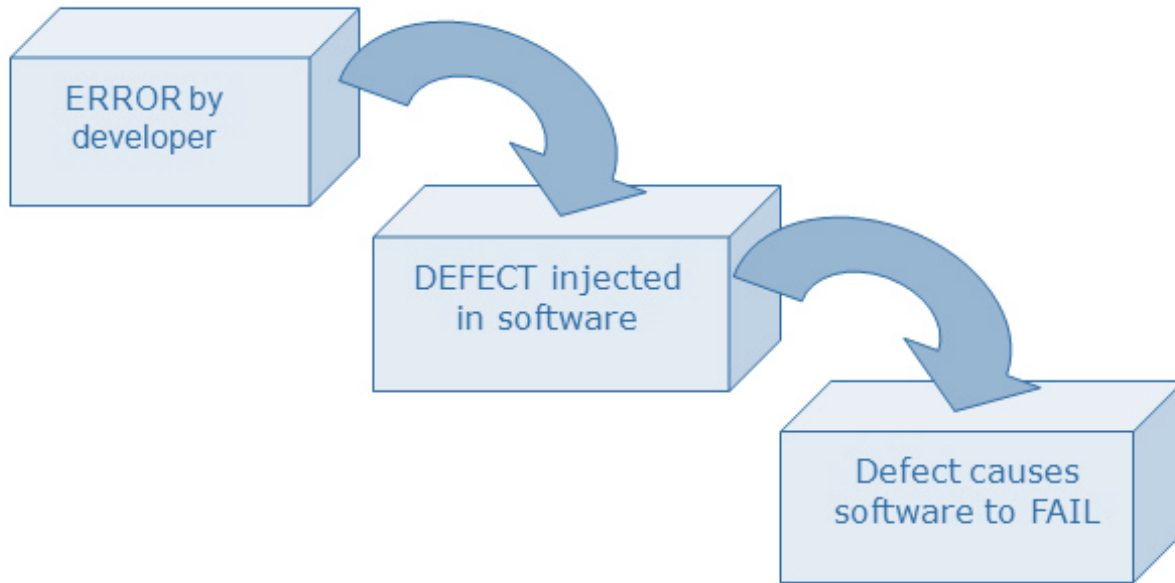 ERROR by
developer
DEFECT injected
in software
Defect causes
software to FAIL